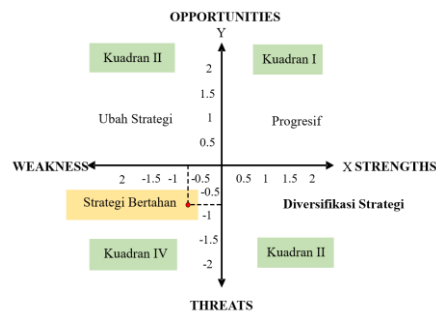 OPPORTUNITIES
Y
Kuadran II
Kuadran I
2
1.5
Ubah Strategi
1
Progresif
0.5
WEAKNESS
X STRENGTHS
2 -1.5 -1 -0.5 0.5 1 2
-0.5
Strategi Bertahan
-1
Diversifikasi Strategi
-1.5
Kuadran IV
-2
Kuadran II
THREATS